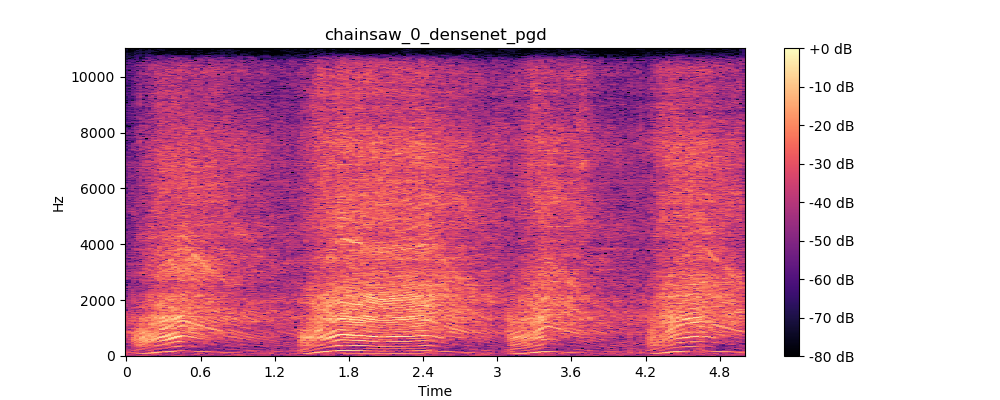 chainsaw_0_densenet_pgd
Hz
10000
8000
6000
4000
2000
0
0 0.6 1.2 1.8 2.4 3 3.6 4.2 4.8
Time
+0 dB
-10 dB
-20 dB
-30 dB
-40 dB
-50 dB
-60 dB
-70 dB
-80 dB